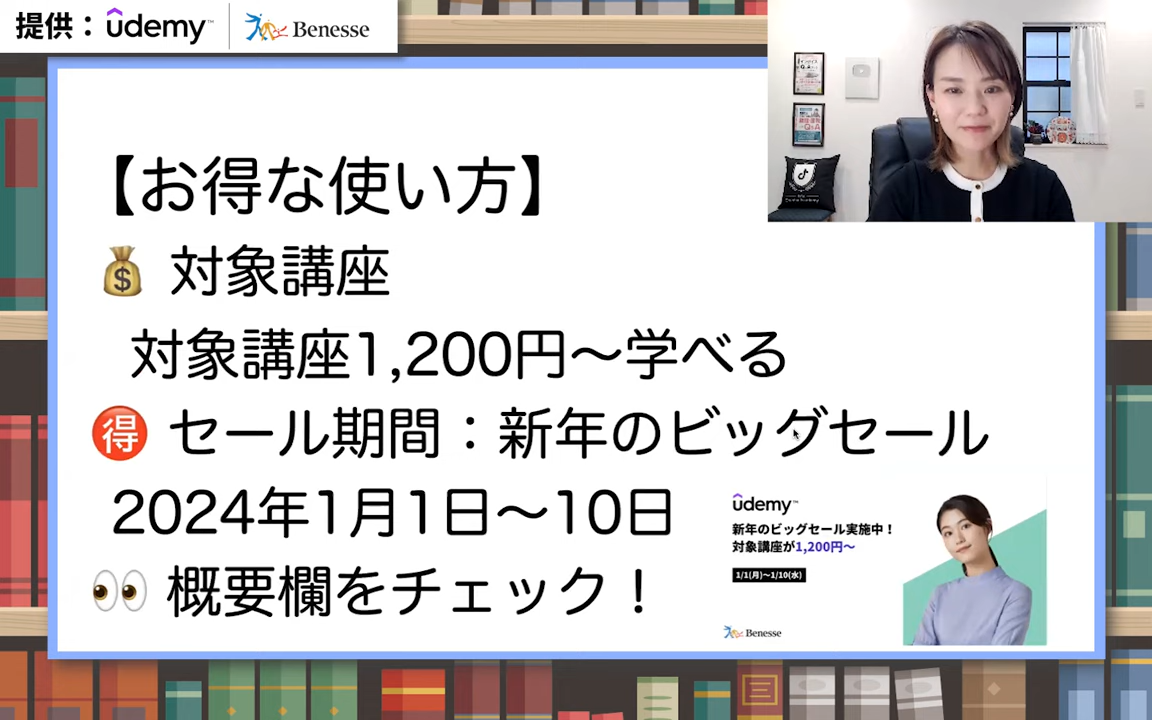 提供：
ûdemy™
Benesse
【お得な使い方】
💰 対象講座
対象講座1,200円～学べる
得 セール期間：新年のビッグセール
2024年1月1日～10日
👀 概要欄をチェック！
ûdemy™
新年のビッグセール実施中！
対象講座が1,200円～
1/1(月)～1/10(水)
Benesse